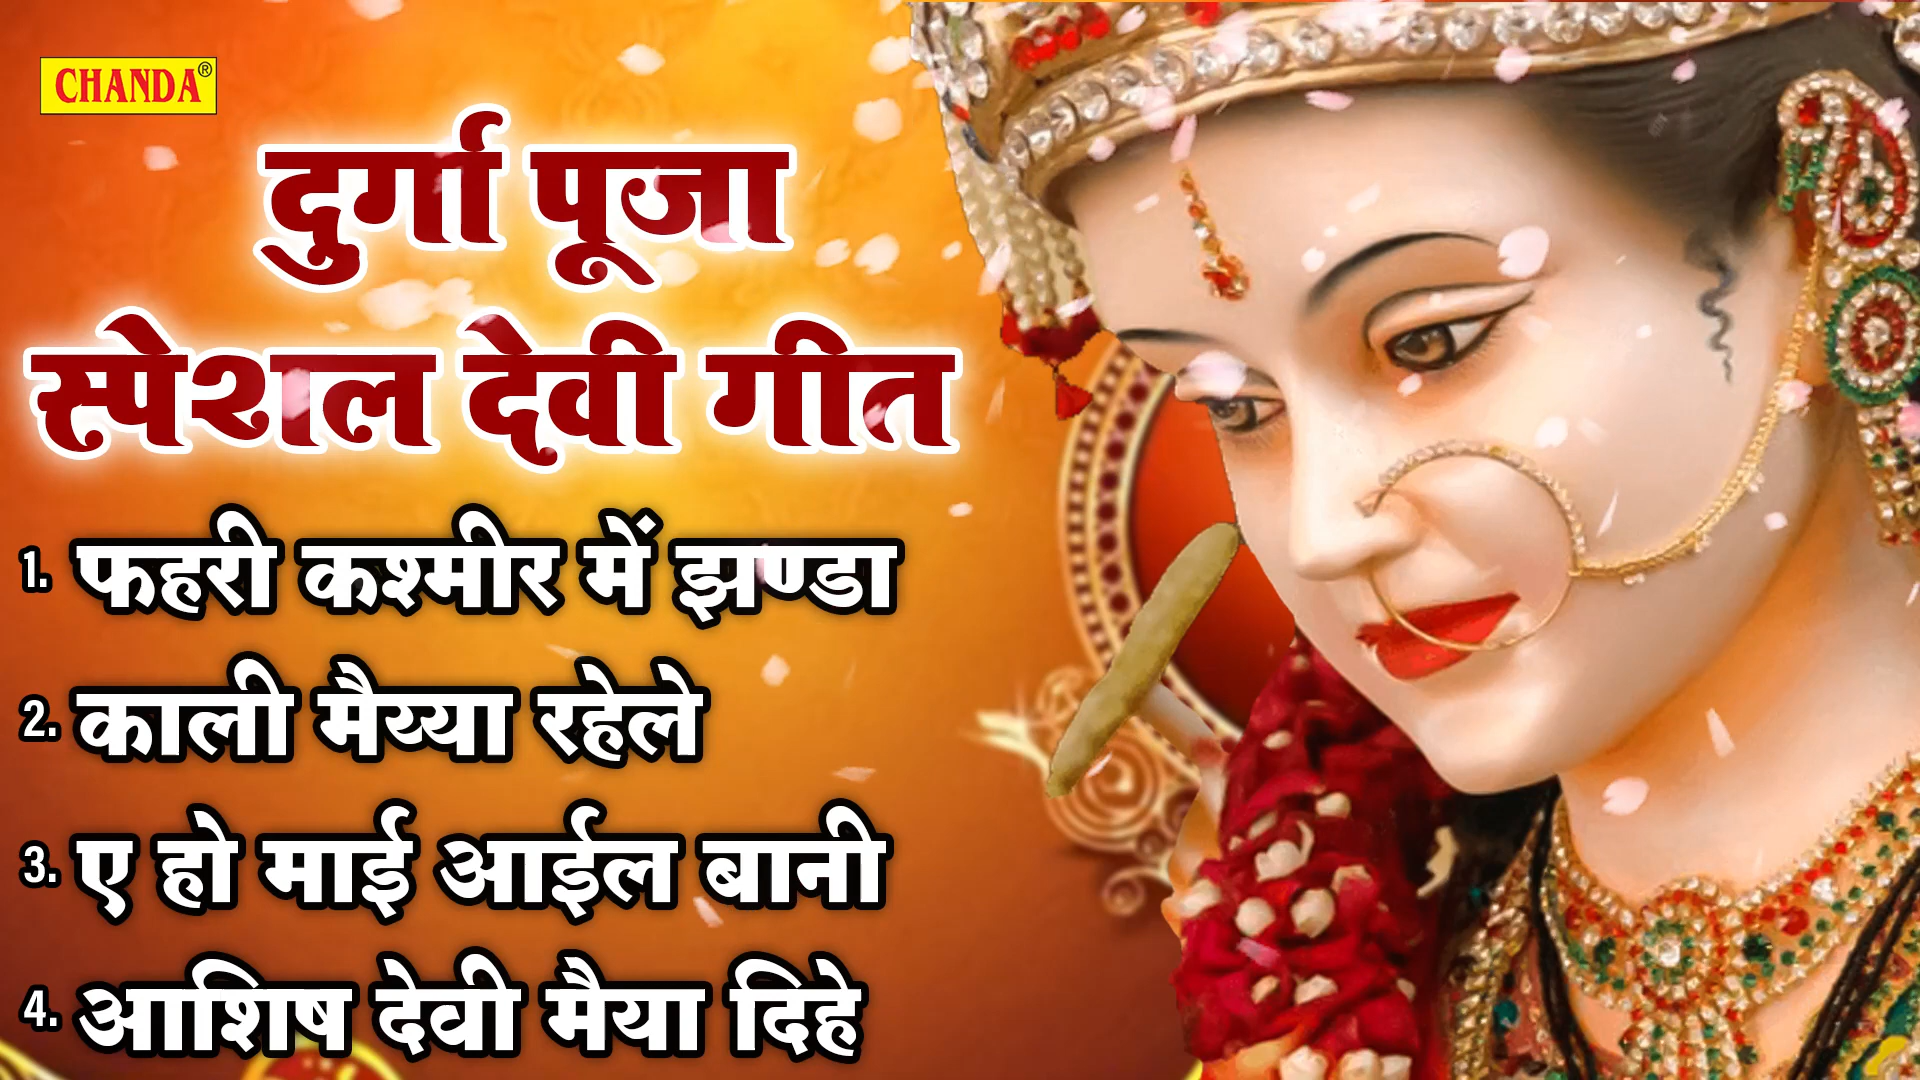 CHANDA®
दुर्गा पूजा
स्पेशल देवी गीत
1. फहरी कश्मीर में झण्डा
2. काली मैय्या रहेले
3. ए हो माई आईल बानी
4. आशिष देवी मैया दिहे